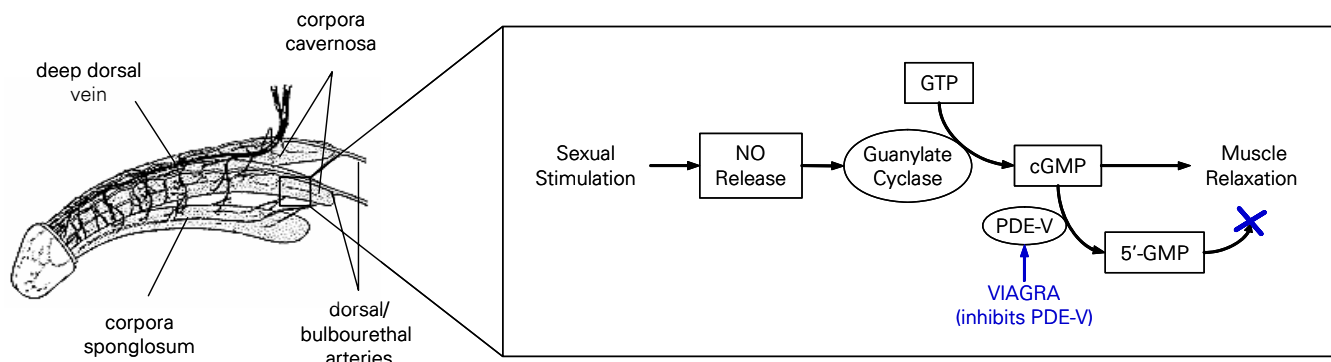 corpora
cavernosa
deep dorsal
vein
corpora
sponglosum
dorsal/
bulbourethal
arteries
GTP
Sexual
Stimulation
NO
Release
Guanylate
Cyclase
cGMP
Muscle
Relaxation
PDE-V
5′-GMP
VIAGRA
(inhibits PDE-V)